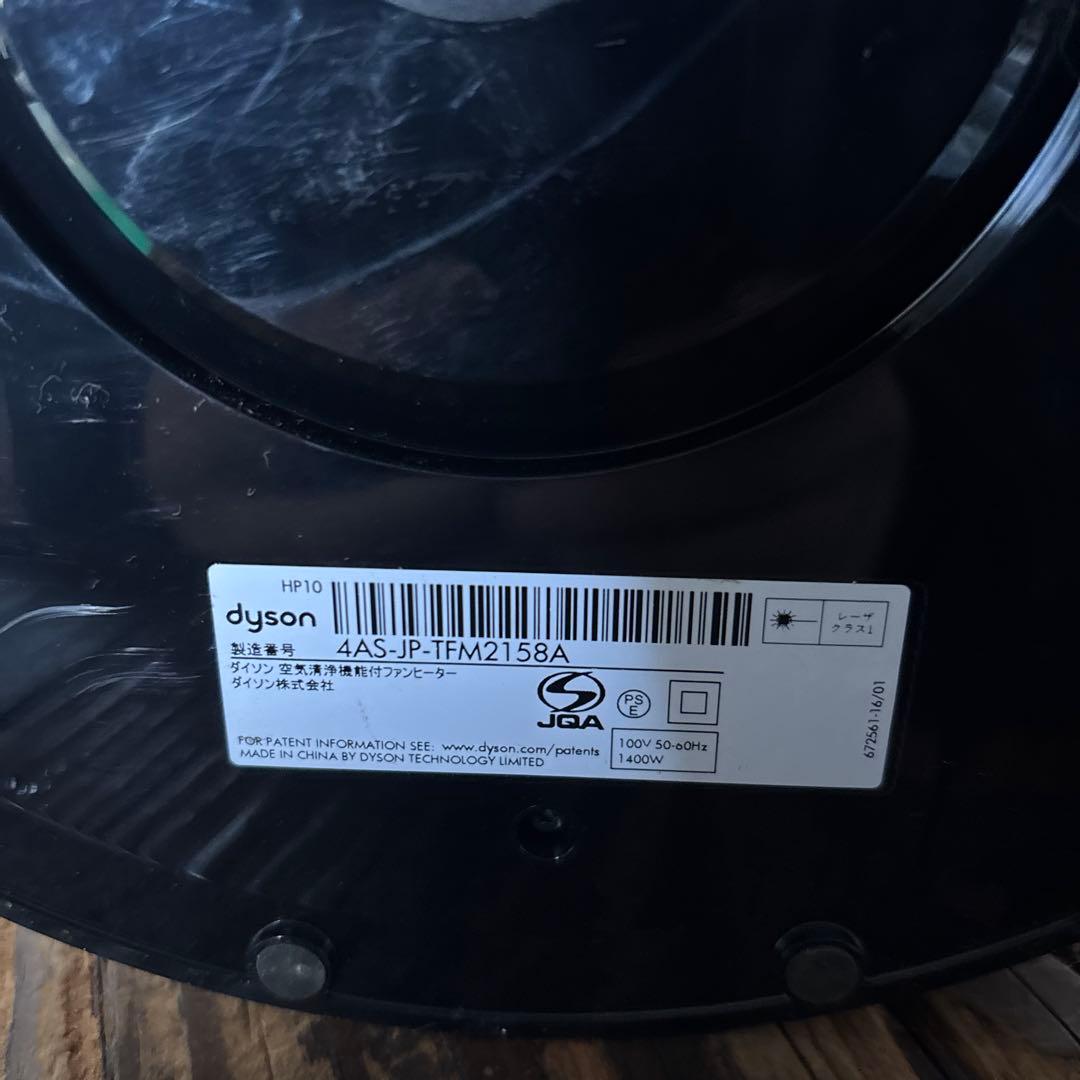 HP10
dyson
レーザ
クラス1
製造番号 4AS-JP-TFM2158A
ダイソン 空気清浄機能付ファンヒーター
ダイソン株式会社
JQA
PS
E
FOR PATENT INFORMATION SEE: www.dyson.com/patents
MADE IN CHINA BY DYSON TECHNOLOGY LIMITED
100V 50-60Hz
1400W
672561-16/01